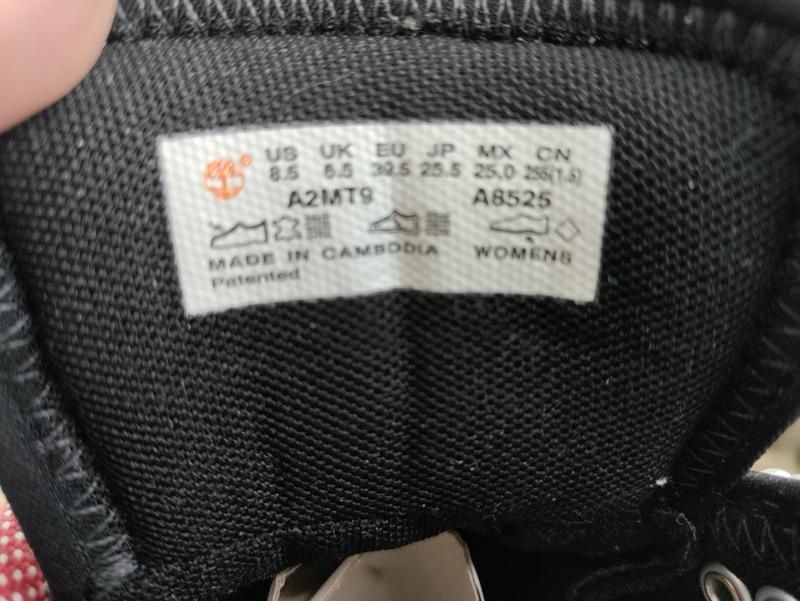 US UK EU JP MX CN
8.5 6.5 39.5 25.5 25.0 255(1.5)
A2MT9 A8525
MADE IN CAMBODIA WOMENS
Patented